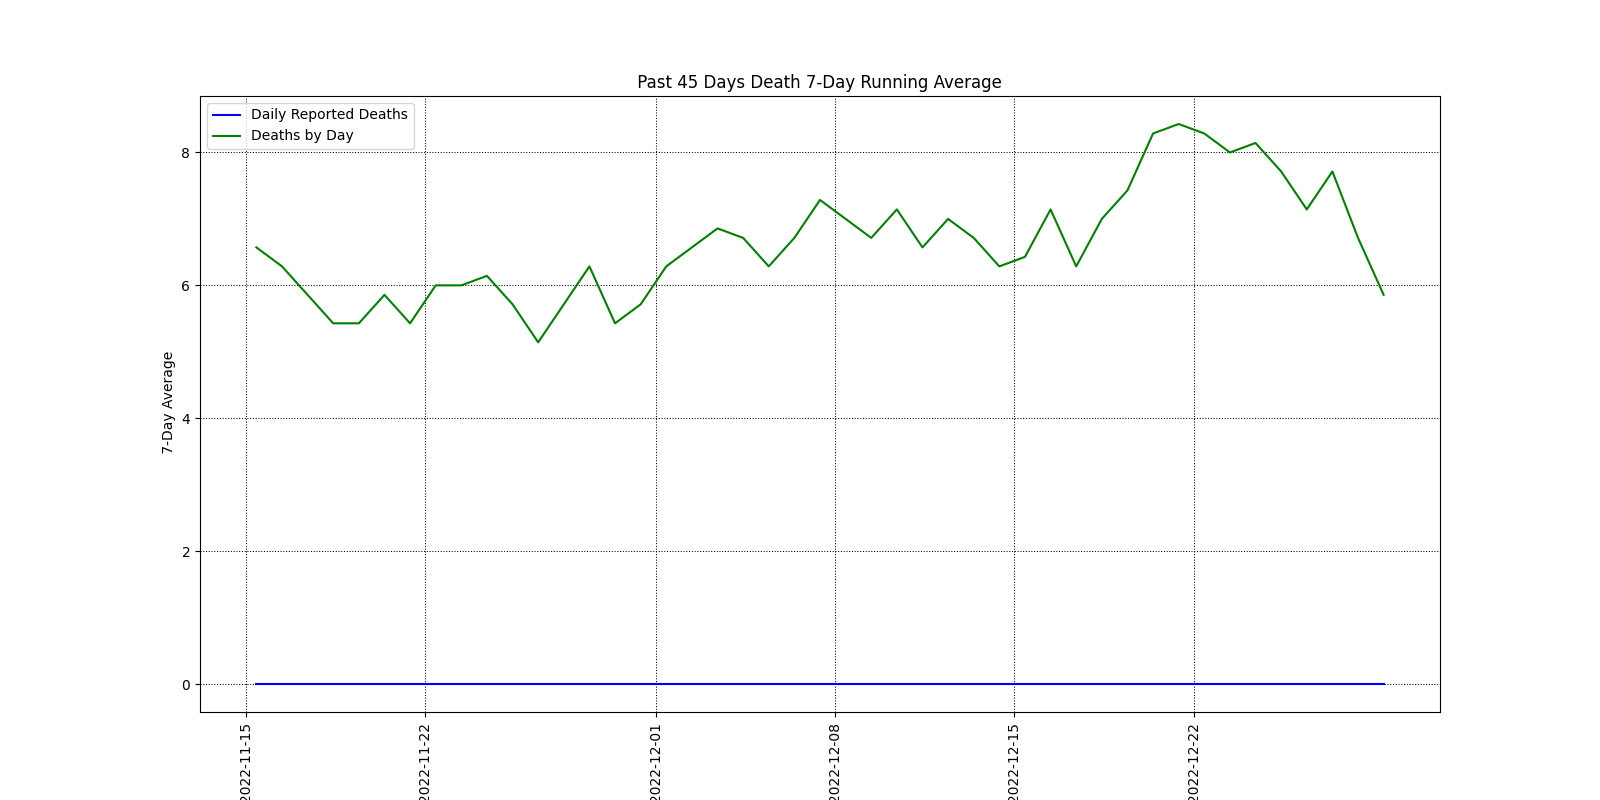 Past 45 Days Death 7-Day Running Average
Daily Reported Deaths
Deaths by Day
8
6
4
2
0
7-Day Average
2022-11-15
2022-11-22
2022-12-01
2022-12-08
2022-12-15
2022-12-22